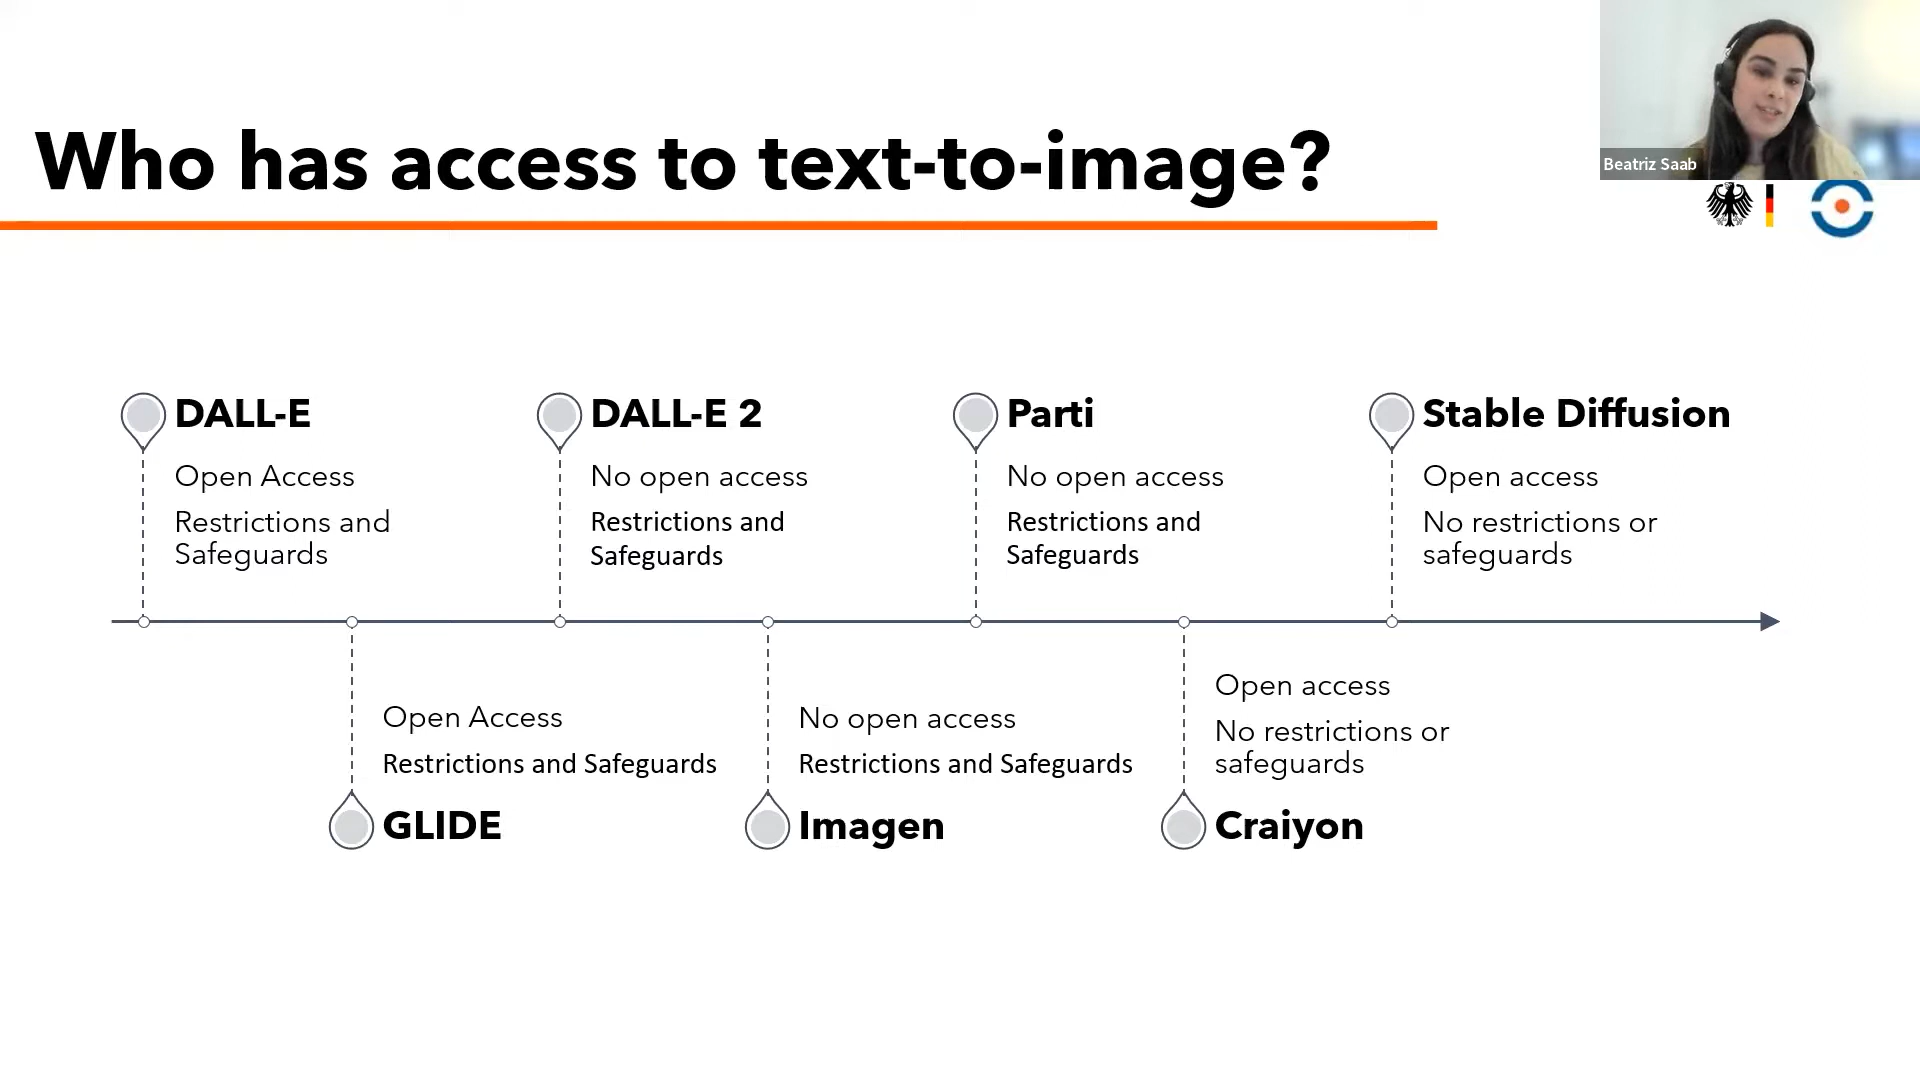 Who has access to text-to-image?
Beatriz Saab
DALL-E
Open Access
Restrictions and
Safeguards
DALL-E 2
No open access
Restrictions and
Safeguards
Parti
No open access
Restrictions and
Safeguards
Stable Diffusion
Open access
No restrictions or
safeguards
Open Access
Restrictions and Safeguards
GLIDE
No open access
Restrictions and Safeguards
Imagen
Open access
No restrictions or
safeguards
Craiyon